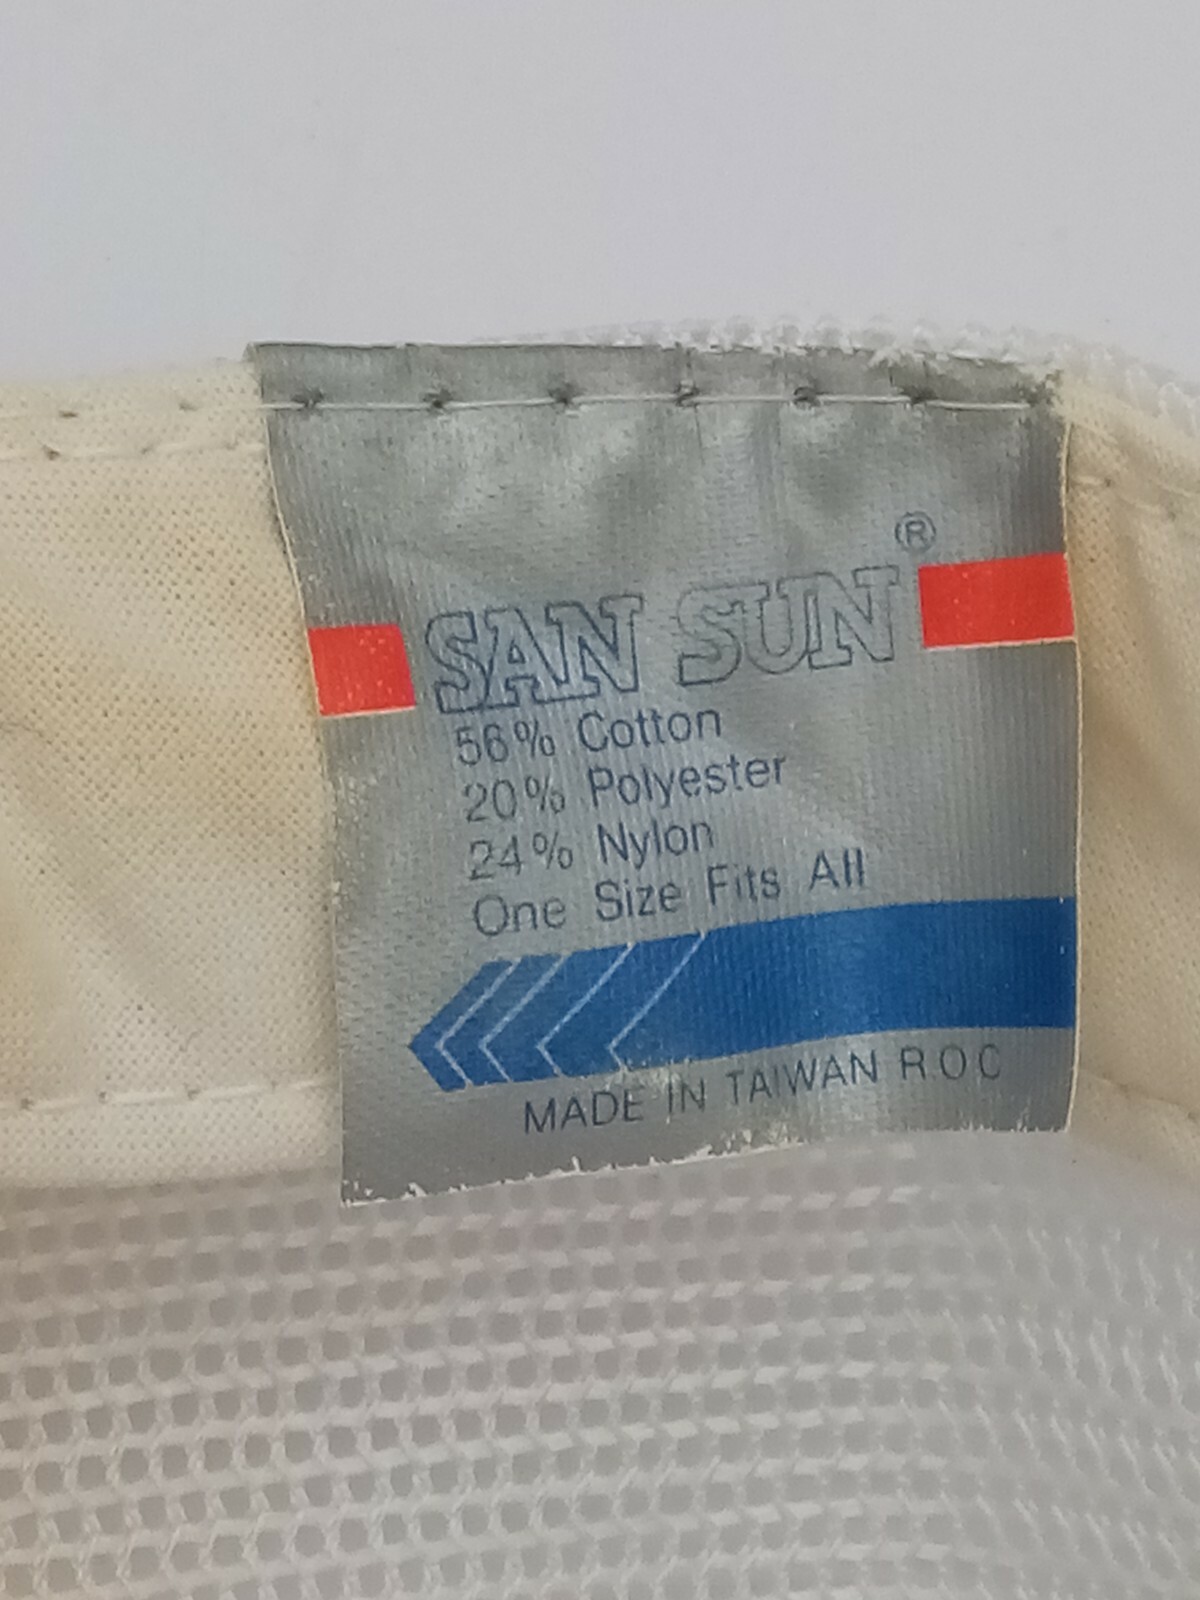 SAN SUN®
56% Cotton
20% Polyester
24% Nylon
One Size Fits All
MADE IN TAIWAN R.O.C